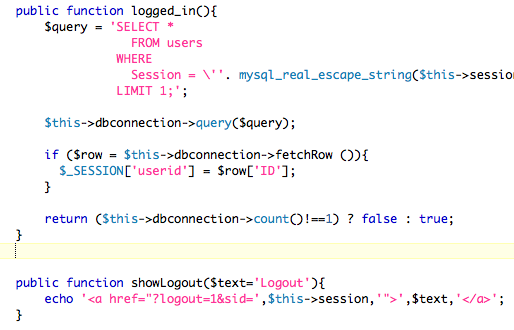 public function logged_in(){
$query = 'SELECT *
FROM users
WHERE
Session = \''. mysql_real_escape_string($this->session
LIMIT 1;';
$this->dbconnection->query($query);
if ($row = $this->dbconnection->fetchRow ()){
$_SESSION['userid'] = $row['ID'];
}
return ($this->dbconnection->count()!==1) ? false : true;
}
public function showLogout($text='Logout'){
echo '<a href="?logout=1&sid=',$this->session,'">',$text,'</a>';
}